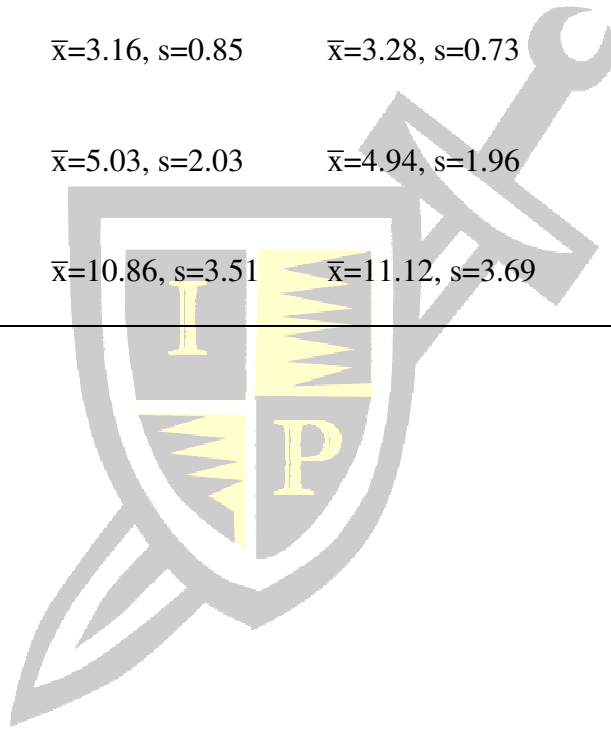 x̅=3.16, s=0.85 x̅=3.28, s=0.73
x̅=5.03, s=2.03 x̅=4.94, s=1.96
x̅=10.86, s=3.51 x̅=11.12, s=3.69
I
P